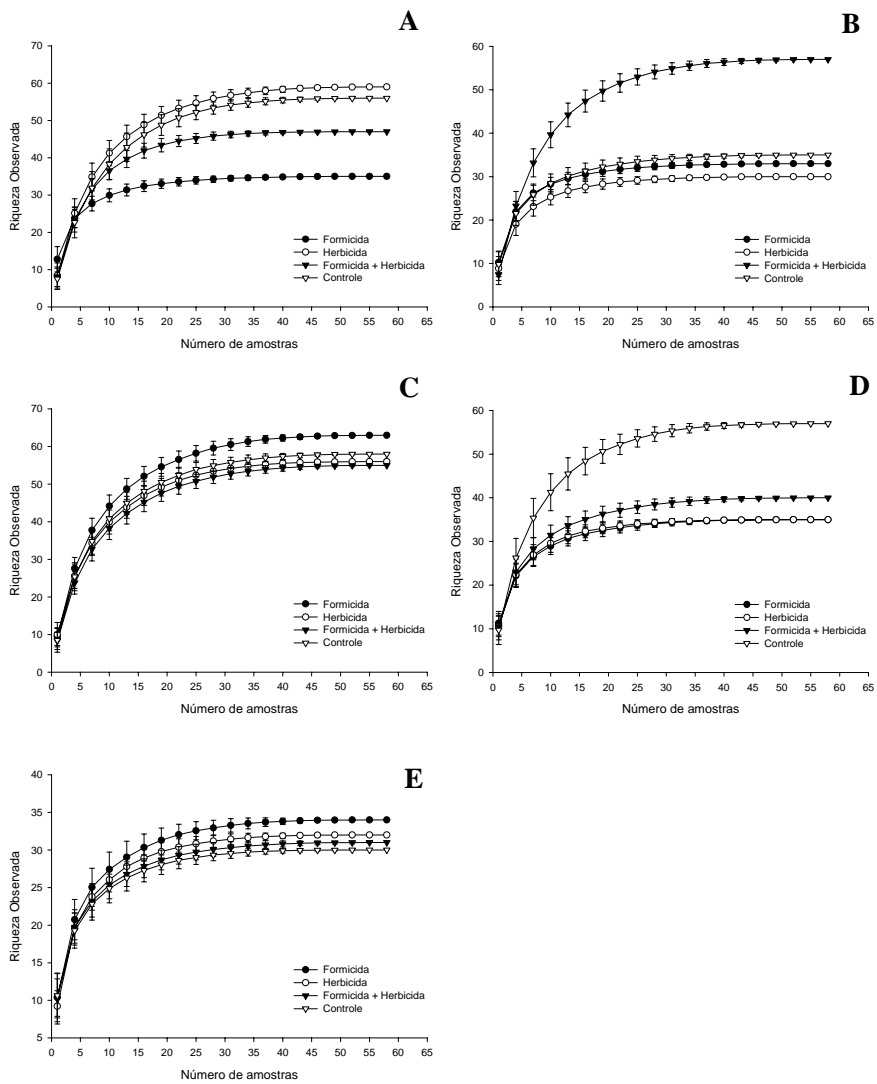 A
Riqueza Observada
70
60
50
40
30
20
10
0
Formicida
Herbicida
Formicida + Herbicida
Controle
0 5 10 15 20 25 30 35 40 45 50 55 60 65
Número de amostras
B
Riqueza Observada
60
50
40
30
20
10
0
Formicida
Herbicida
Formicida + Herbicida
Controle
0 5 10 15 20 25 30 35 40 45 50 55 60 65
Número de amostras
C
Riqueza Observada
70
60
50
40
30
20
10
0
Formicida
Herbicida
Formicida + Herbicida
Controle
0 5 10 15 20 25 30 35 40 45 50 55 60 65
Número de amostras
D
Riqueza Observada
60
50
40
30
20
10
0
Formicida
Herbicida
Formicida + Herbicida
Controle
0 5 10 15 20 25 30 35 40 45 50 55 60 65
Número de amostras
E
Riqueza Observada
40
35
30
25
20
15
10
5
Formicida
Herbicida
Formicida + Herbicida
Controle
0 5 10 15 20 25 30 35 40 45 50 55 60 65
Número de amostras